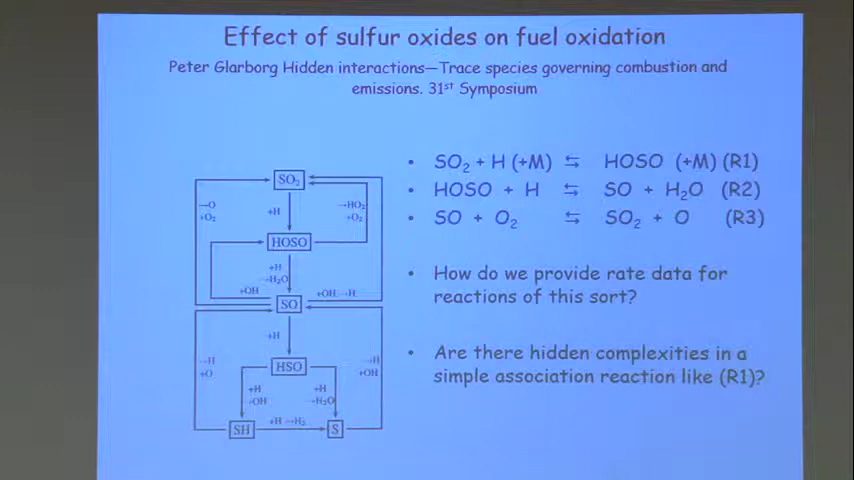 Effect of sulfur oxides on fuel oxidation
Peter Glarborg Hidden interactions—Trace species governing combustion and
emissions. 31st Symposium
• SO₂ + H (+M) ⇆ HOSO (+M) (R1)
• HOSO + H ⇆ SO + H₂O (R2)
• SO + O₂ ⇆ SO₂ + O (R3)
• How do we provide rate data for
reactions of this sort?
• Are there hidden complexities in a
simple association reaction like (R1)?
SO₂
→O
+O₂
+H
→HO₂
+O₂
HOSO
+H
→H₂O
+OH
+OH →H
SO
+H
HSO
→H
+O
+H
+OH
+H
→H₂O
→H
+OH
SH
+H →H₂
S